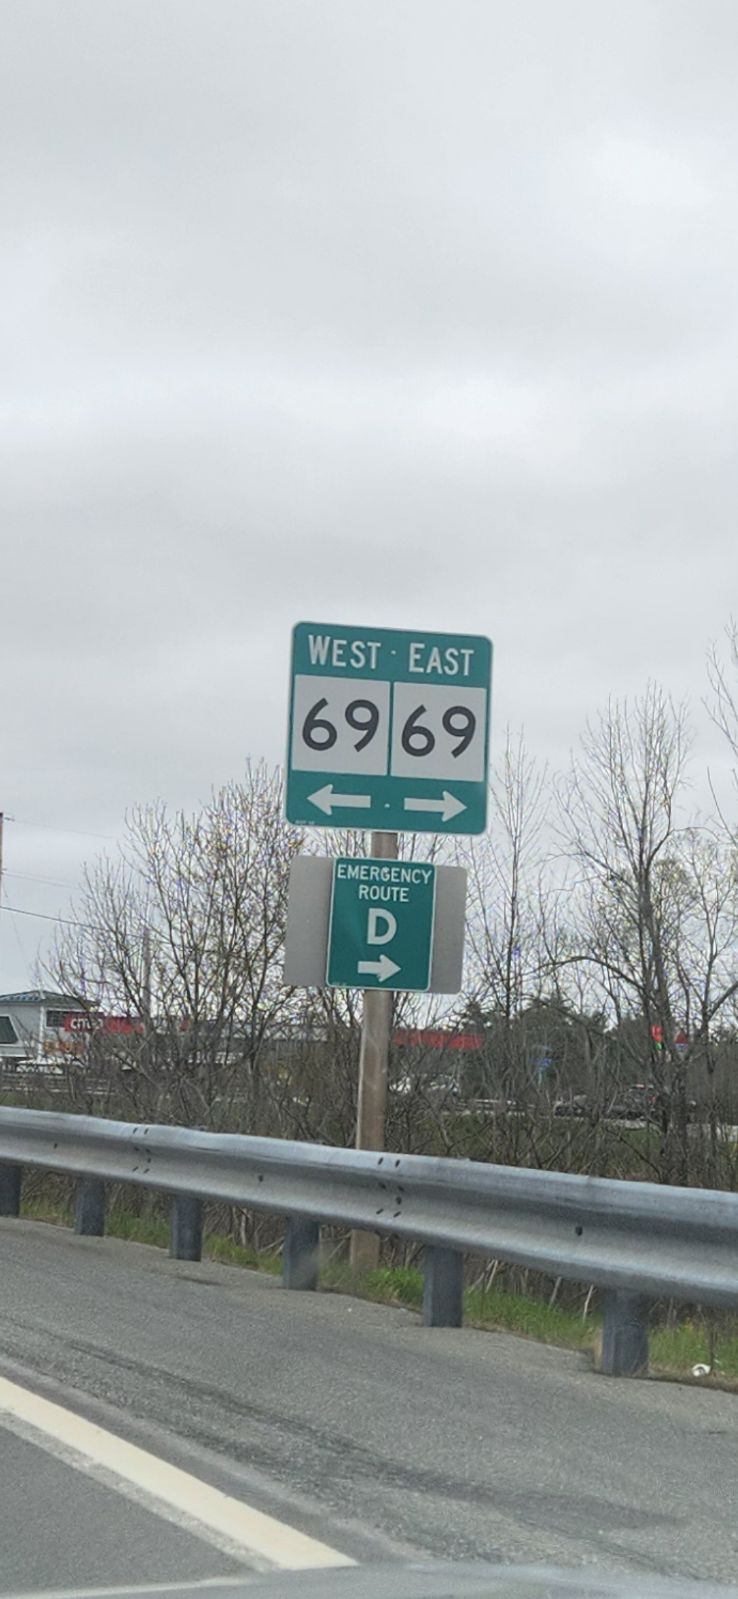 WEST · EAST
69 69
EMERGENCY
ROUTE
D